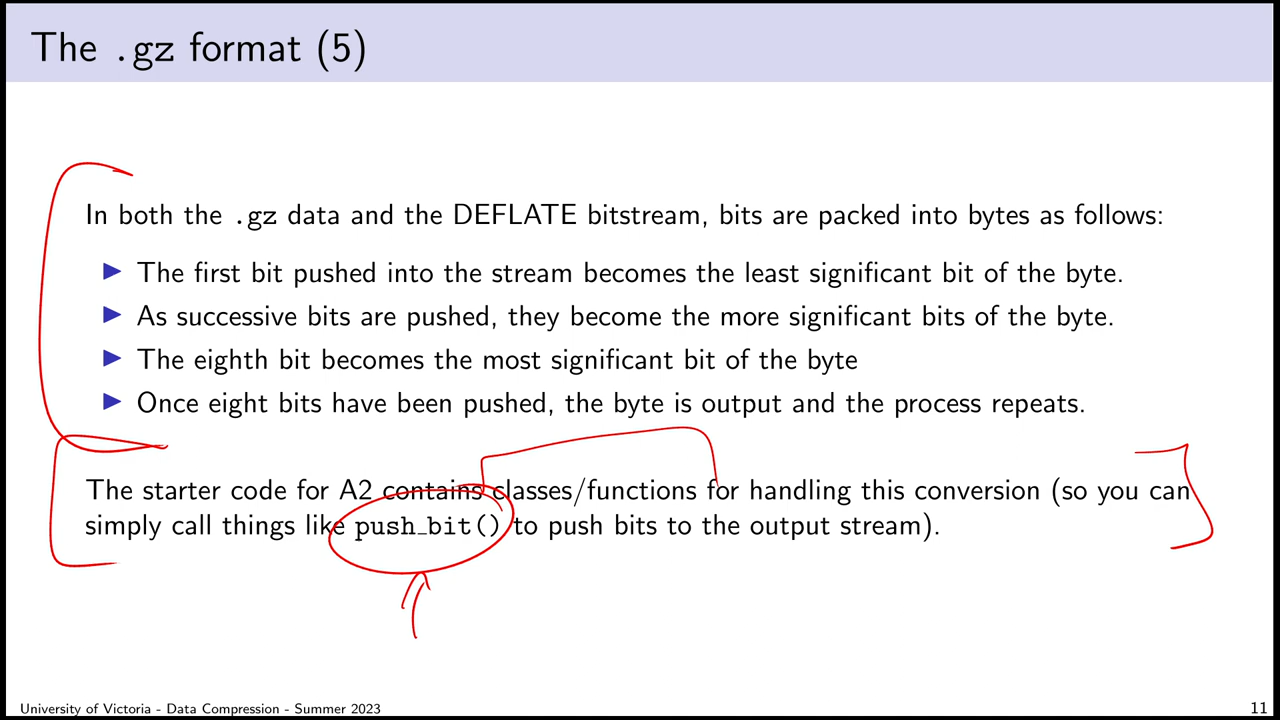 The .gz format (5)
In both the .gz data and the DEFLATE bitstream, bits are packed into bytes as follows:
▶ The first bit pushed into the stream becomes the least significant bit of the byte.
▶ As successive bits are pushed, they become the more significant bits of the byte.
▶ The eighth bit becomes the most significant bit of the byte
▶ Once eight bits have been pushed, the byte is output and the process repeats.
The starter code for A2 contains classes/functions for handling this conversion (so you can
simply call things like push_bit() to push bits to the output stream).
University of Victoria - Data Compression - Summer 2023
11